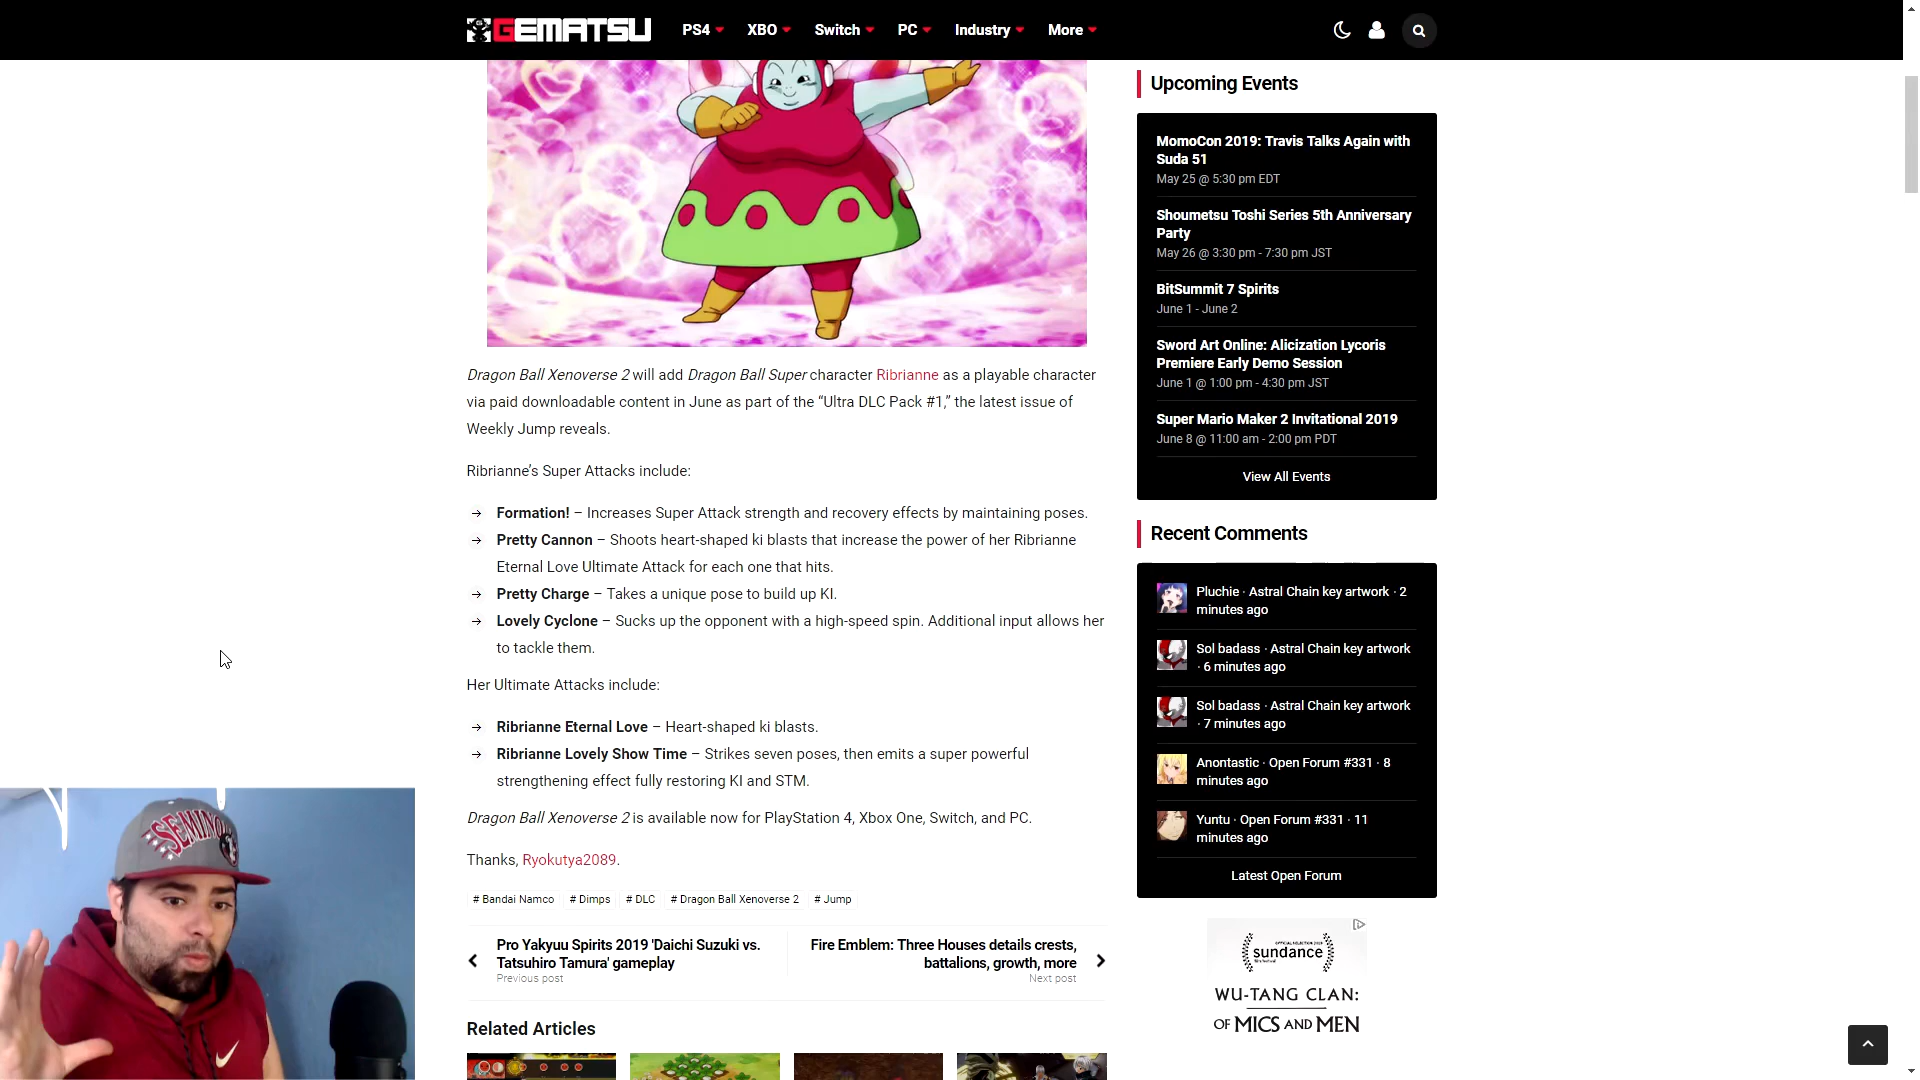 GEMATSU
PS4
XBO
Switch
PC
Industry
More
Dragon Ball Xenoverse 2 will add Dragon Ball Super character Ribrianne as a playable character
via paid downloadable content in June as part of the “Ultra DLC Pack #1,” the latest issue of
Weekly Jump reveals.
Ribrianne’s Super Attacks include:
→ Formation! – Increases Super Attack strength and recovery effects by maintaining poses.
→ Pretty Cannon – Shoots heart-shaped ki blasts that increase the power of her Ribrianne
Eternal Love Ultimate Attack for each one that hits.
→ Pretty Charge – Takes a unique pose to build up KI.
→ Lovely Cyclone – Sucks up the opponent with a high-speed spin. Additional input allows her
to tackle them.
Her Ultimate Attacks include:
→ Ribrianne Eternal Love – Heart-shaped ki blasts.
→ Ribrianne Lovely Show Time – Strikes seven poses, then emits a super powerful
strengthening effect fully restoring KI and STM.
Dragon Ball Xenoverse 2 is available now for PlayStation 4, Xbox One, Switch, and PC.
Thanks, Ryokutya2089.
# Bandai Namco # Dimps # DLC # Dragon Ball Xenoverse 2 # Jump
Pro Yakyuu Spirits 2019 'Daichi Suzuki vs.
Tatsuhiro Tamura' gameplay
Previous post
Fire Emblem: Three Houses details crests,
battalions, growth, more
Next post
Related Articles
Upcoming Events
MomoCon 2019: Travis Talks Again with
Suda 51
May 25 @ 5:30 pm EDT
Shoumetsu Toshi Series 5th Anniversary
Party
May 26 @ 3:30 pm - 7:30 pm JST
BitSummit 7 Spirits
June 1 - June 2
Sword Art Online: Alicization Lycoris
Premiere Early Demo Session
June 1 @ 1:00 pm - 4:30 pm JST
Super Mario Maker 2 Invitational 2019
June 8 @ 11:00 am - 2:00 pm PDT
View All Events
Recent Comments
Pluchie · Astral Chain key artwork · 2
minutes ago
Sol badass · Astral Chain key artwork
· 6 minutes ago
Sol badass · Astral Chain key artwork
· 7 minutes ago
Anontastic · Open Forum #331 · 8
minutes ago
Yuntu · Open Forum #331 · 11
minutes ago
Latest Open Forum
sundance
WU-TANG CLAN:
OF MICS AND MEN